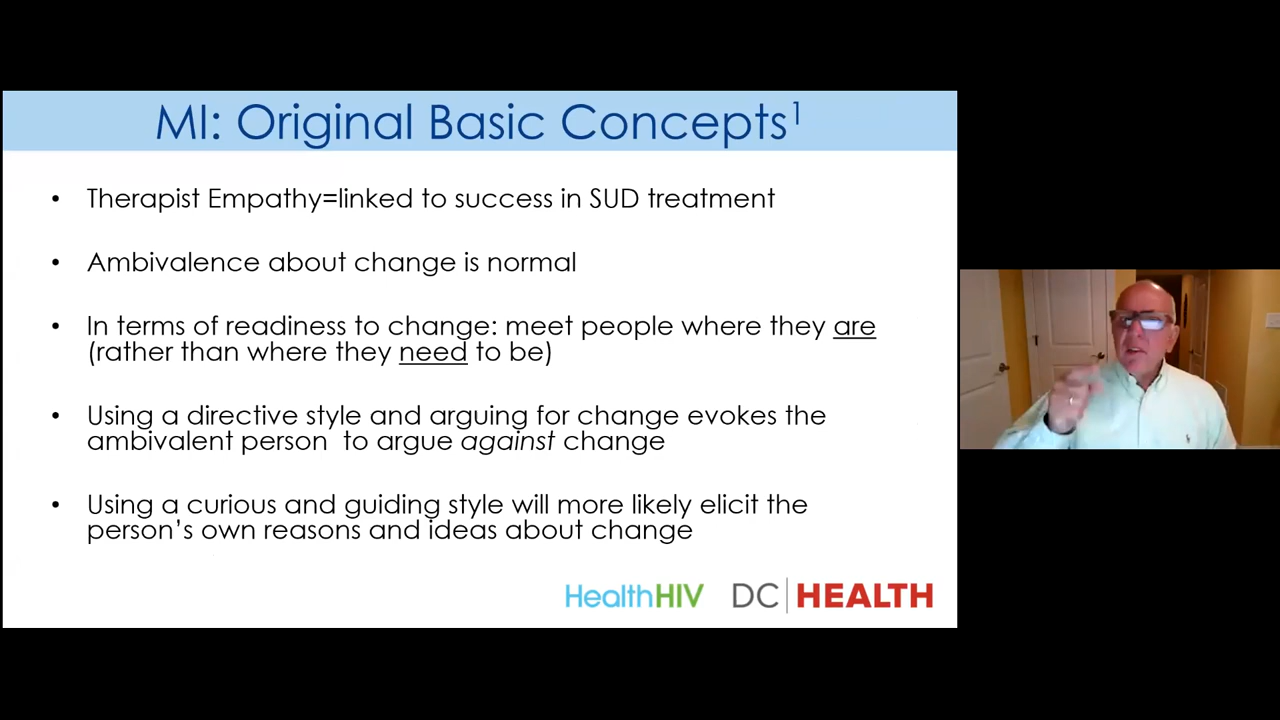 MI: Original Basic Concepts¹
• Therapist Empathy=linked to success in SUD treatment
• Ambivalence about change is normal
• In terms of readiness to change: meet people where they are
(rather than where they need to be)
• Using a directive style and arguing for change evokes the
ambivalent person  to argue against change
• Using a curious and guiding style will more likely elicit the
person’s own reasons and ideas about change
HealthHIV DC|HEALTH